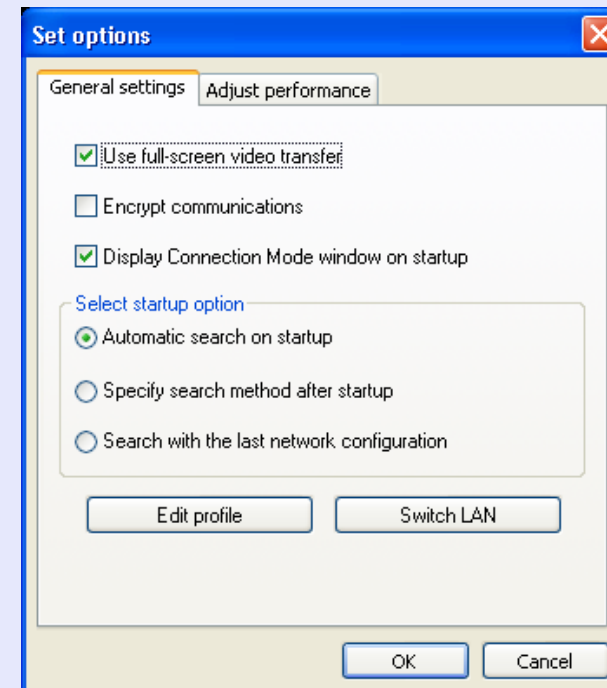 Set options
General settings
Adjust performance
Use full-screen video transfer
Encrypt communications
Display Connection Mode window on startup
Select startup option
Automatic search on startup
Specify search method after startup
Search with the last network configuration
Edit profile
Switch LAN
OK
Cancel